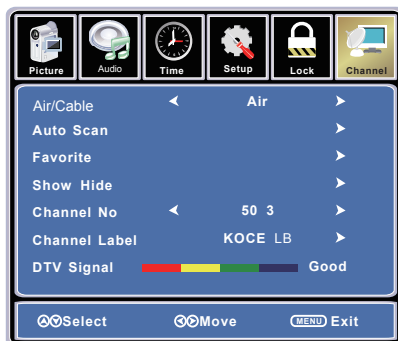 Picture Audio Time Setup Lock Channel
Air/Cable Air
Auto Scan
Favorite
Show Hide
Channel No 50 3
Channel Label KOCE LB
DTV Signal Good
Select Move MENU Exit